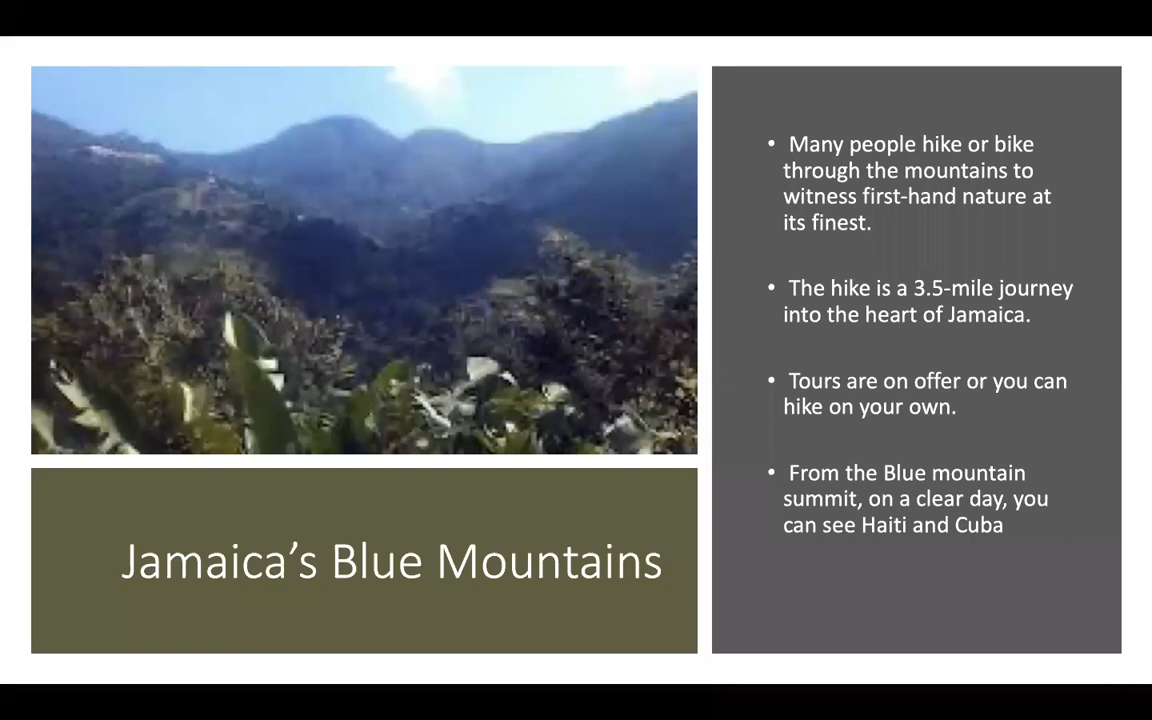 • Many people hike or bike
through the mountains to
witness first-hand nature at
its finest.
• The hike is a 3.5-mile journey
into the heart of Jamaica.
• Tours are on offer or you can
hike on your own.
• From the Blue mountain
summit, on a clear day, you
can see Haiti and Cuba
Jamaica’s Blue Mountains